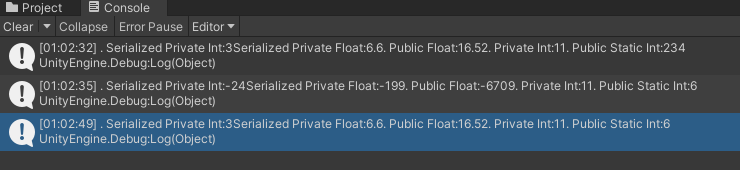 Project Console
Clear Collapse Error Pause Editor
[01:02:32] . Serialized Private Int:3Serialized Private Float:6.6. Public Float:16.52. Private Int:11. Public Static Int:234
UnityEngine.Debug:Log(Object)
[01:02:35] . Serialized Private Int:-24Serialized Private Float:-199. Public Float:-6709. Private Int:11. Public Static Int:6
UnityEngine.Debug:Log(Object)
[01:02:49] . Serialized Private Int:3Serialized Private Float:6.6. Public Float:16.52. Private Int:11. Public Static Int:6
UnityEngine.Debug:Log(Object)